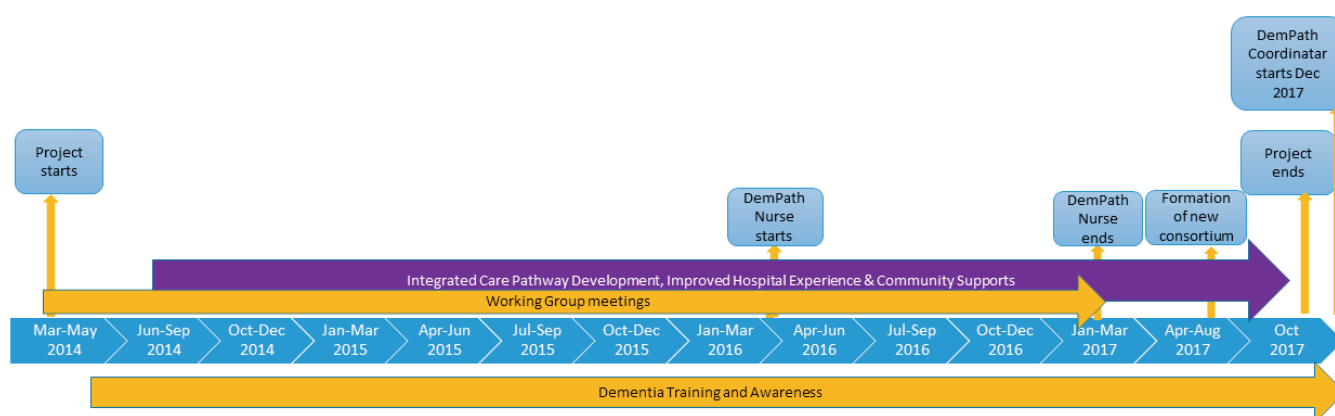 DemPath
Coordinatar
starts Dec
2017
Project
starts
Project
ends
DemPath
Nurse
starts
DemPath
Nurse
ends
Formation
of new
consortium
Integrated Care Pathway Development, Improved Hospital Experience & Community Supports
Working Group meetings
Mar-May
2014
Jun-Sep
2014
Oct-Dec
2014
Jan-Mar
2015
Apr-Jun
2015
Jul-Sep
2015
Oct-Dec
2015
Jan-Mar
2016
Apr-Jun
2016
Jul-Sep
2016
Oct-Dec
2016
Jan-Mar
2017
Apr-Aug
2017
Oct
2017
Dementia Training and Awareness